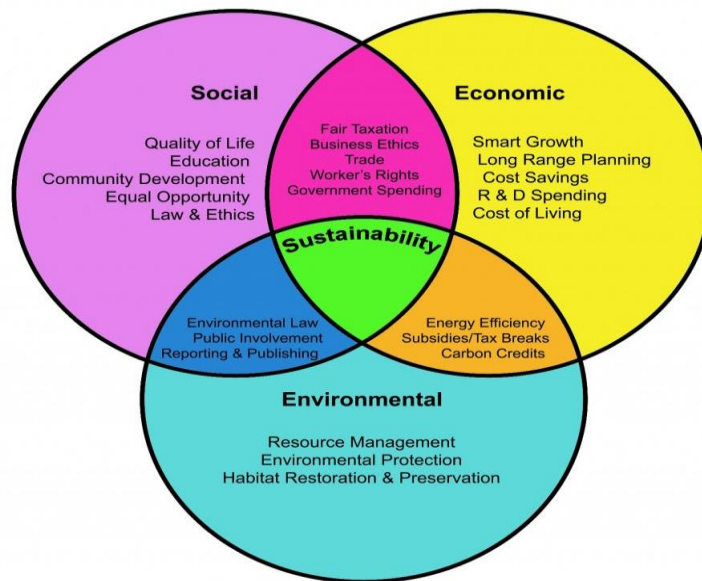 Social
Quality of Life
Education
Community Development
Equal Opportunity
Law & Ethics
Fair Taxation
Business Ethics
Trade
Worker's Rights
Government Spending
Economic
Smart Growth
Long Range Planning
Cost Savings
R & D Spending
Cost of Living
Sustainability
Environmental Law
Public Involvement
Reporting & Publishing
Energy Efficiency
Subsidies/Tax Breaks
Carbon Credits
Environmental
Resource Management
Environmental Protection
Habitat Restoration & Preservation